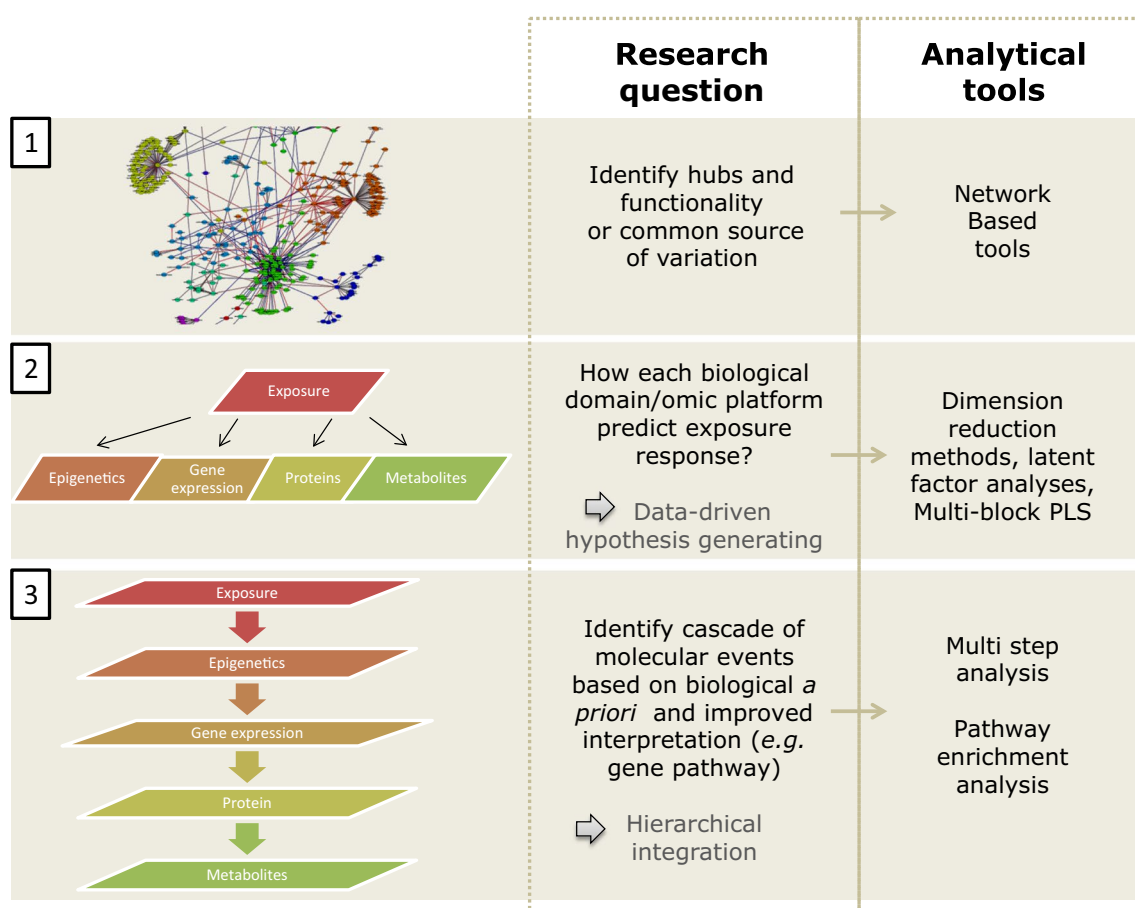 Research
question
Analytical
tools
1
Identify hubs and
functionality
or common source
of variation
Network
Based
tools
2
Exposure
Epigenetics
Gene
expression
Proteins
Metabolites
How each biological
domain/omic platform
predict exposure
response?
Data-driven
hypothesis generating
Dimension
reduction
methods, latent
factor analyses,
Multi-block PLS
3
Exposure
Epigenetics
Gene expression
Protein
Metabolites
Identify cascade of
molecular events
based on biological a
priori and improved
interpretation (e.g.
gene pathway)
Hierarchical
integration
Multi step
analysis
Pathway
enrichment
analysis